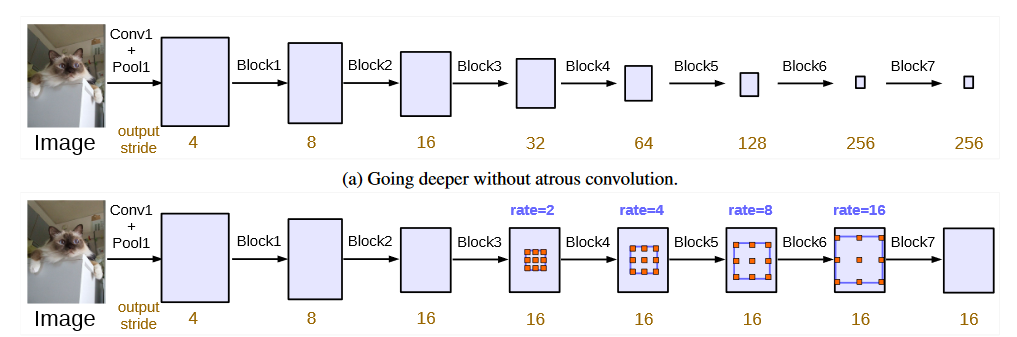 Conv1
+
Pool1
Block1
Block2
Block3
Block4
Block5
Block6
Block7
Image
output
stride
4
8
16
32
64
128
256
256
(a) Going deeper without atrous convolution.
rate=2
rate=4
rate=8
rate=16
Conv1
+
Pool1
Block1
Block2
Block3
Block4
Block5
Block6
Block7
Image
output
stride
4
8
16
16
16
16
16
16